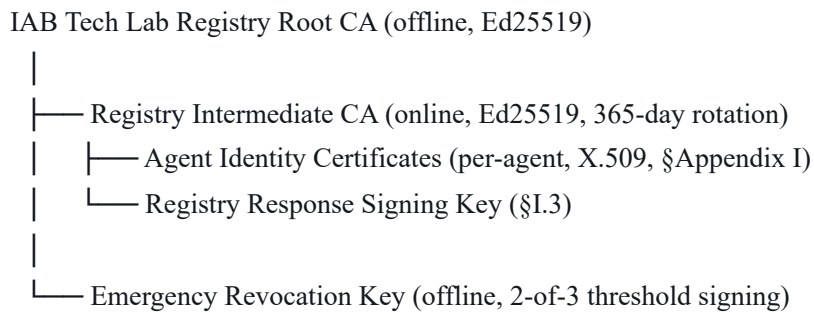 IAB Tech Lab Registry Root CA (offline, Ed25519)
│
├── Registry Intermediate CA (online, Ed25519, 365-day rotation)
│   ├── Agent Identity Certificates (per-agent, X.509, §Appendix I)
│   └── Registry Response Signing Key (§I.3)
│
└── Emergency Revocation Key (offline, 2-of-3 threshold signing)